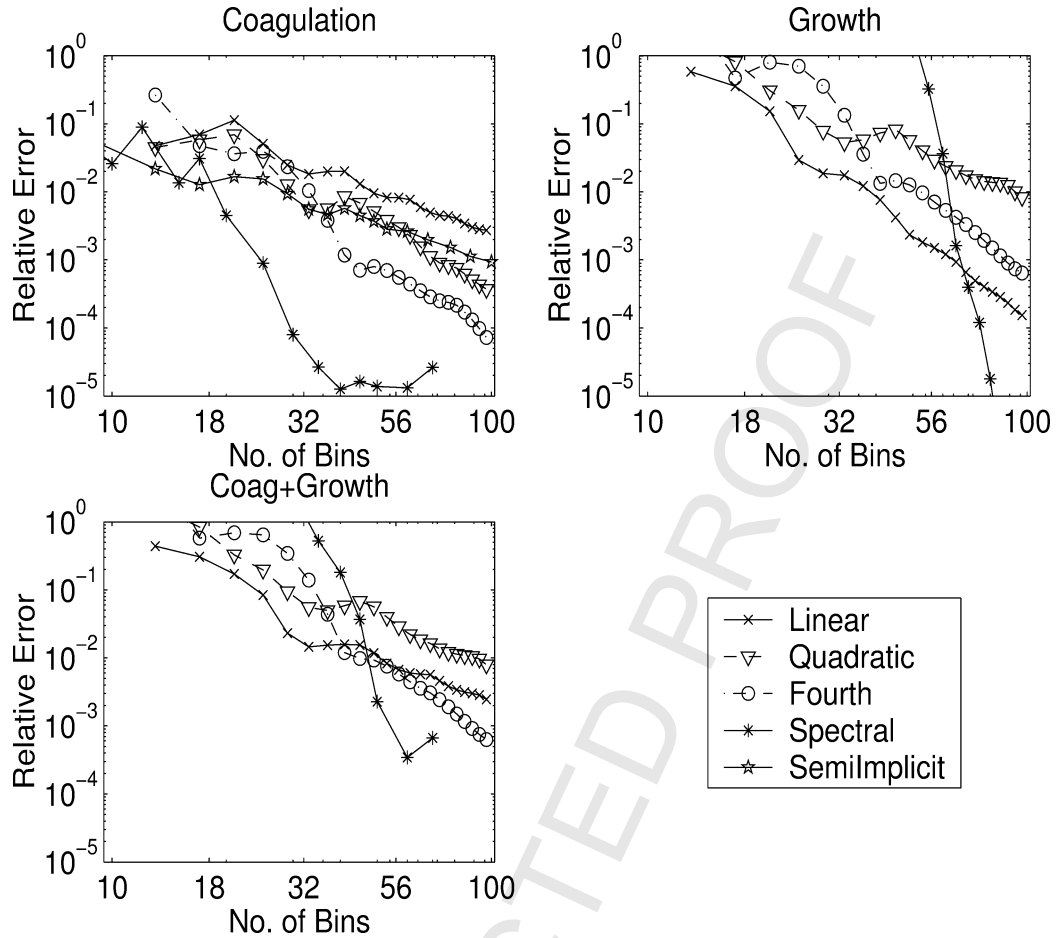 Coagulation
Relative Error
10^0
10^-1
10^-2
10^-3
10^-4
10^-5
10 18 32 56 100
No. of Bins
Growth
Relative Error
10^0
10^-1
10^-2
10^-3
10^-4
10^-5
10 18 32 56 100
No. of Bins
Coag+Growth
Relative Error
10^0
10^-1
10^-2
10^-3
10^-4
10^-5
10 18 32 56 100
No. of Bins
Linear
Quadratic
Fourth
Spectral
SemiImplicit
CTED PROOF